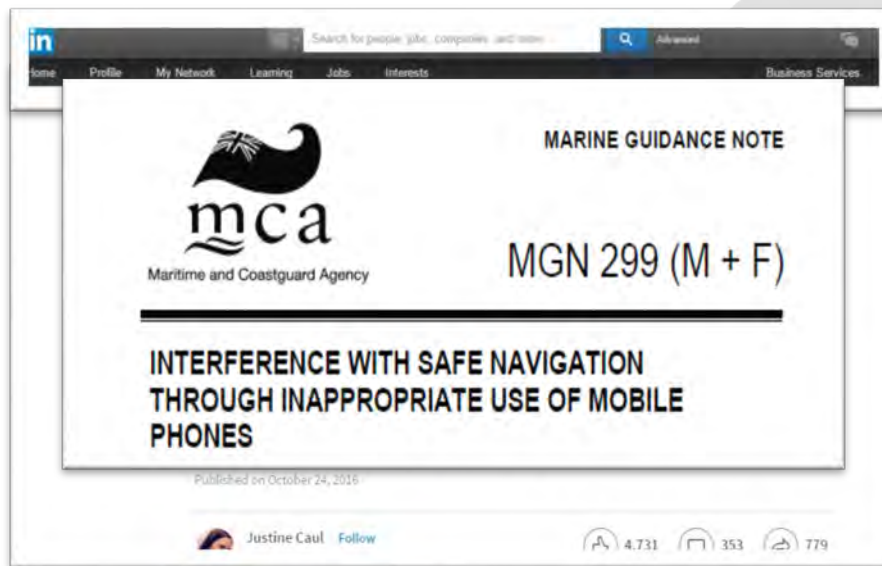 in
Search for people, jobs, companies, and more...
Advanced
Home Profile My Network Learning Jobs Interests Business Services
MARINE GUIDANCE NOTE
mca
Maritime and Coastguard Agency
MGN 299 (M + F)
INTERFERENCE WITH SAFE NAVIGATION
THROUGH INAPPROPRIATE USE OF MOBILE
PHONES
Published on October 24, 2016
Justine Caul Follow
4.731 353 779